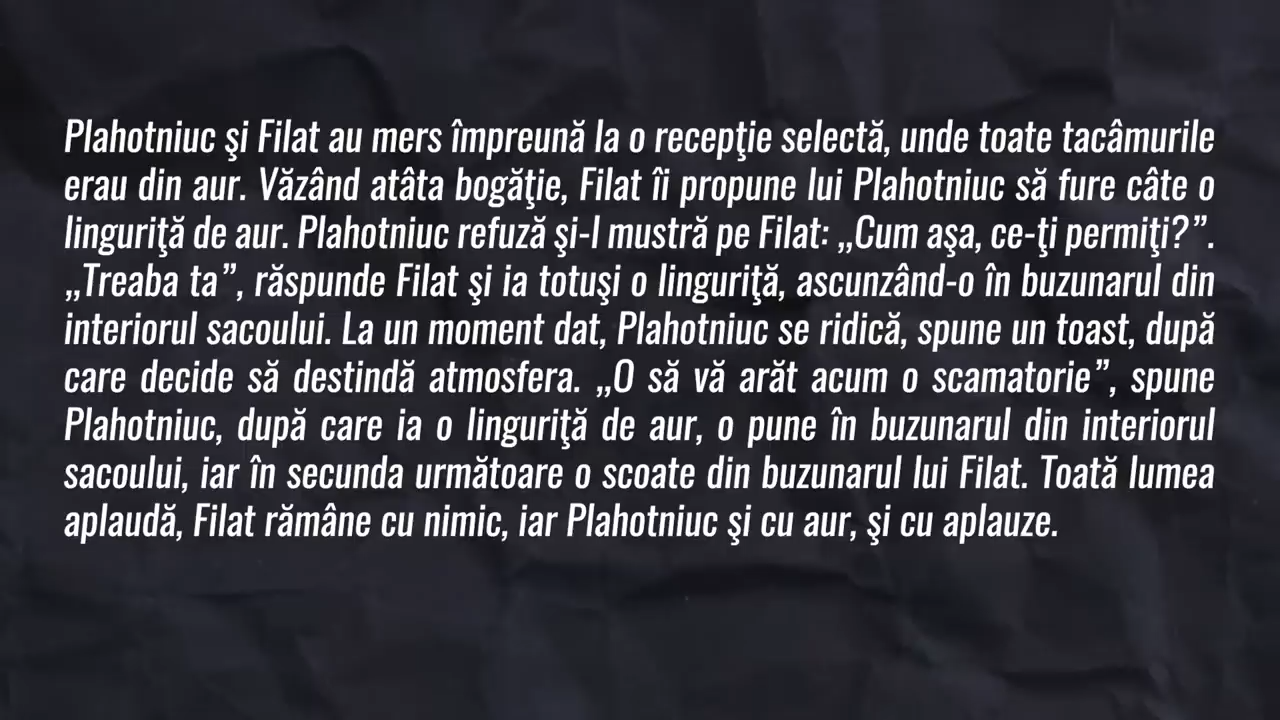 Plahotniuc şi Filat au mers împreună la o recepţie selectă, unde toate tacâmurile
erau din aur. Văzând atâta bogăţie, Filat îi propune lui Plahotniuc să fure câte o
linguriţă de aur. Plahotniuc refuză şi-l mustră pe Filat: „Cum aşa, ce-ţi permiţi?”.
„Treaba ta”, răspunde Filat şi ia totuşi o linguriţă, ascunzând-o în buzunarul din
interiorul sacoului. La un moment dat, Plahotniuc se ridică, spune un toast, după
care decide să destindă atmosfera. „O să vă arăt acum o scamatorie”, spune
Plahotniuc, după care ia o linguriţă de aur, o pune în buzunarul din interiorul
sacoului, iar în secunda următoare o scoate din buzunarul lui Filat. Toată lumea
aplaudă, Filat rămâne cu nimic, iar Plahotniuc şi cu aur, şi cu aplauze.